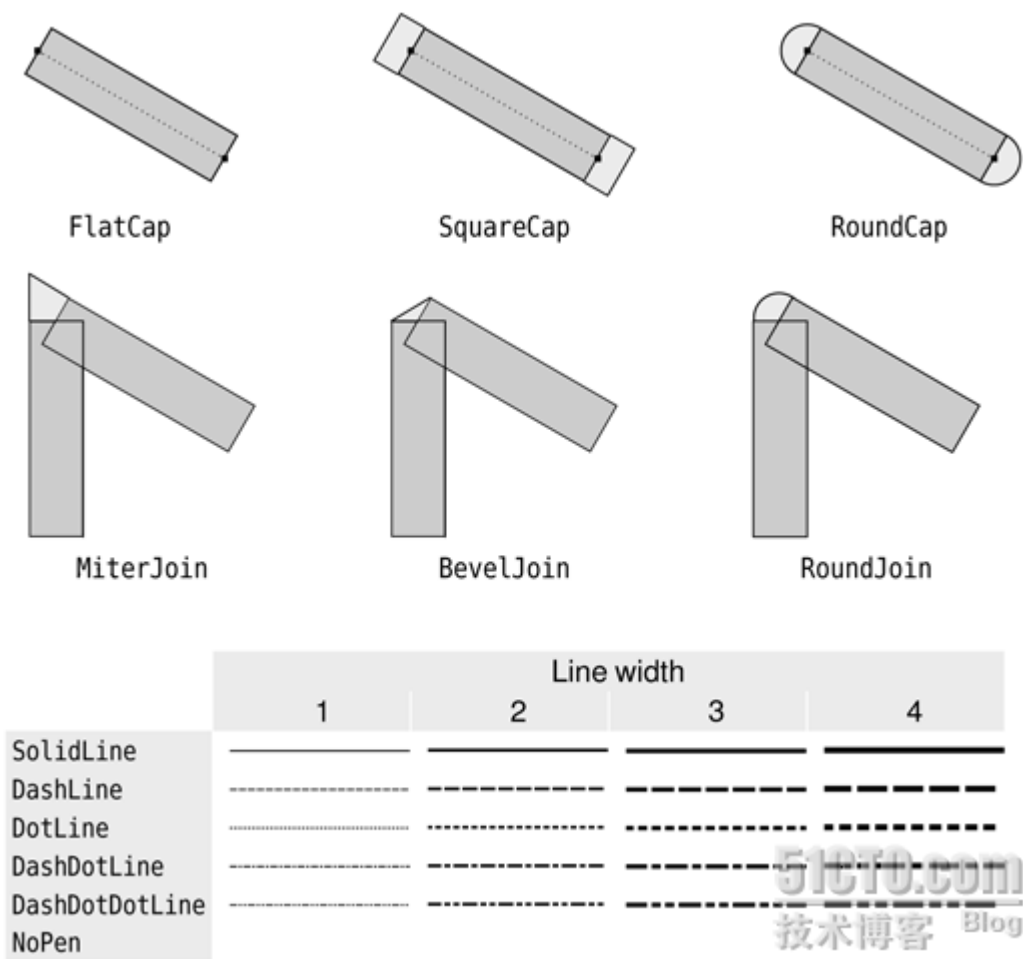 FlatCap SquareCap RoundCap
MiterJoin BevelJoin RoundJoin
Line width
1 2 3 4
SolidLine
DashLine
DotLine
DashDotLine
DashDotDotLine
NoPen
51CTO.com
技术博客 Blog